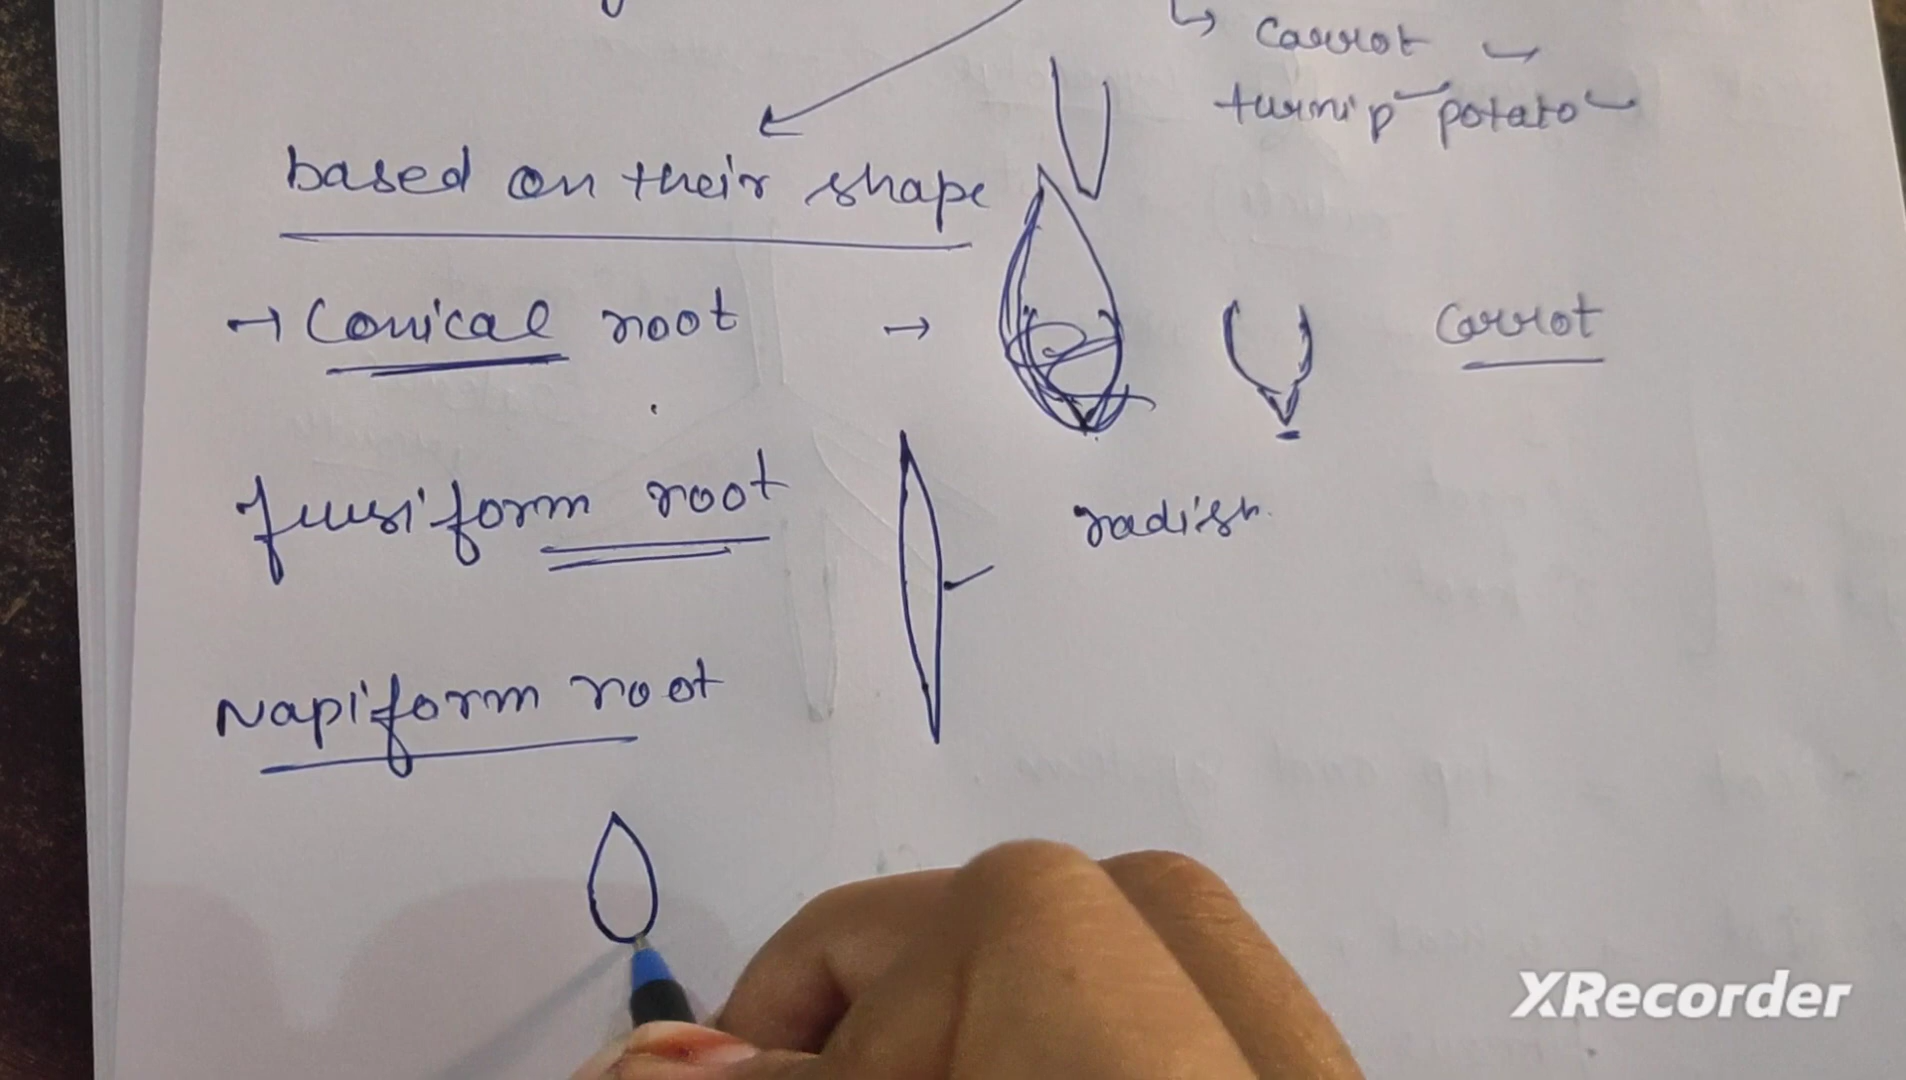 ↳ Carrot
turnip potato
based on their shape
→ Conical root → Carrot
fusiform root radish
Napiform root
XRecorder